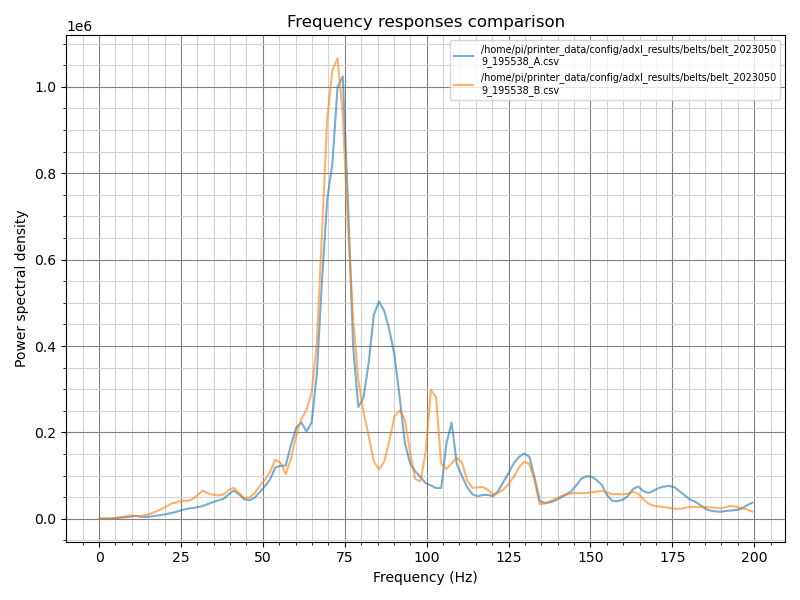 Frequency responses comparison
1e6
/home/pi/printer_data/config/adxl_results/belts/belt_2023050
9_195538_A.csv
/home/pi/printer_data/config/adxl_results/belts/belt_2023050
9_195538_B.csv
1.0
0.8
0.6
0.4
0.2
0.0
Power spectral density
0 25 50 75 100 125 150 175 200
Frequency (Hz)